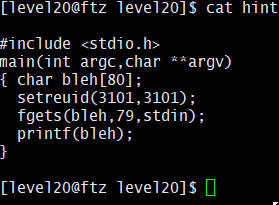 [level20@ftz level20]$ cat hint
#include <stdio.h>
main(int argc,char **argv)
{ char bleh[80];
setreuid(3101,3101);
fgets(bleh,79,stdin);
printf(bleh);
}
[level20@ftz level20]$